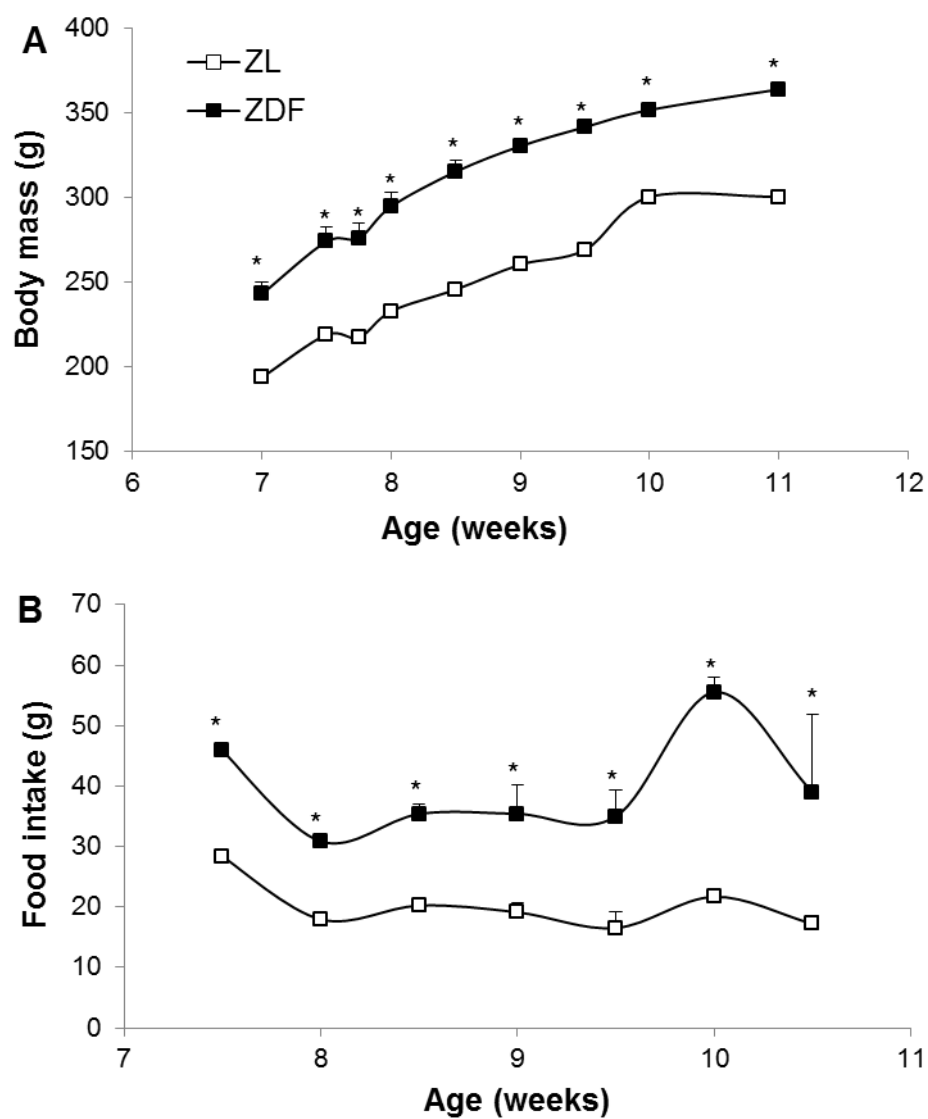 A
ZL
ZDF
* * * * * * * * *
400
350
300
250
200
150
Body mass (g)
6 7 8 9 10 11 12
Age (weeks)
B
* * * * * * *
70
60
50
40
30
20
10
0
Food intake (g)
7 8 9 10 11
Age (weeks)